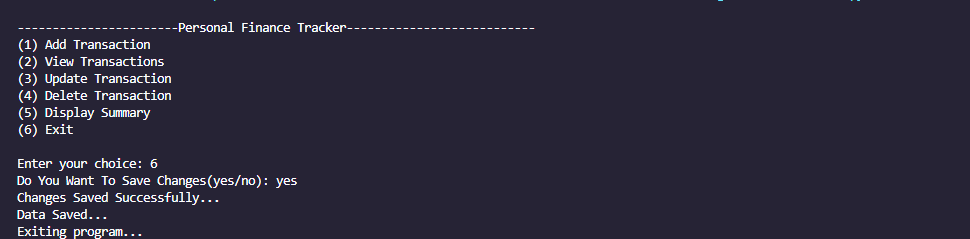 -----------------------Personal Finance Tracker---------------------------
(1) Add Transaction
(2) View Transactions
(3) Update Transaction
(4) Delete Transaction
(5) Display Summary
(6) Exit
Enter your choice: 6
Do You Want To Save Changes(yes/no): yes
Changes Saved Successfully...
Data Saved...
Exiting program...